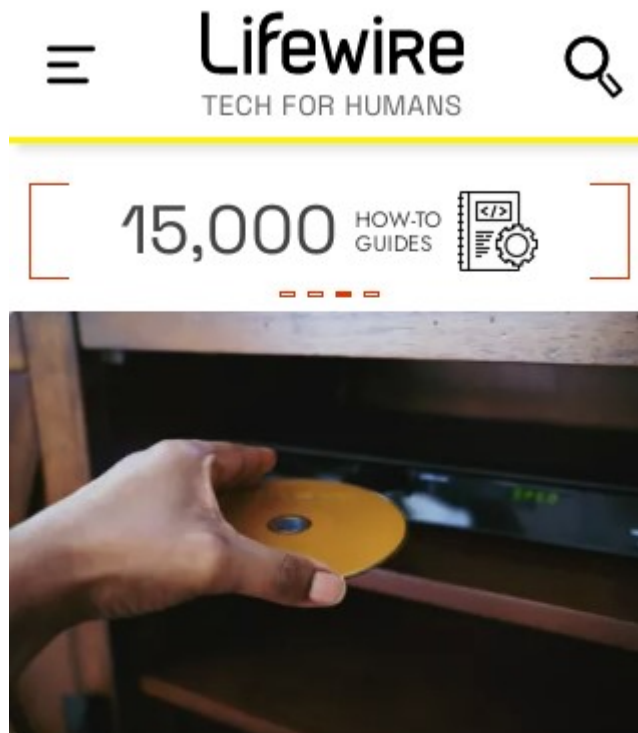 Lifewire
TECH FOR HUMANS
15,000
HOW-TO
GUIDES
</>